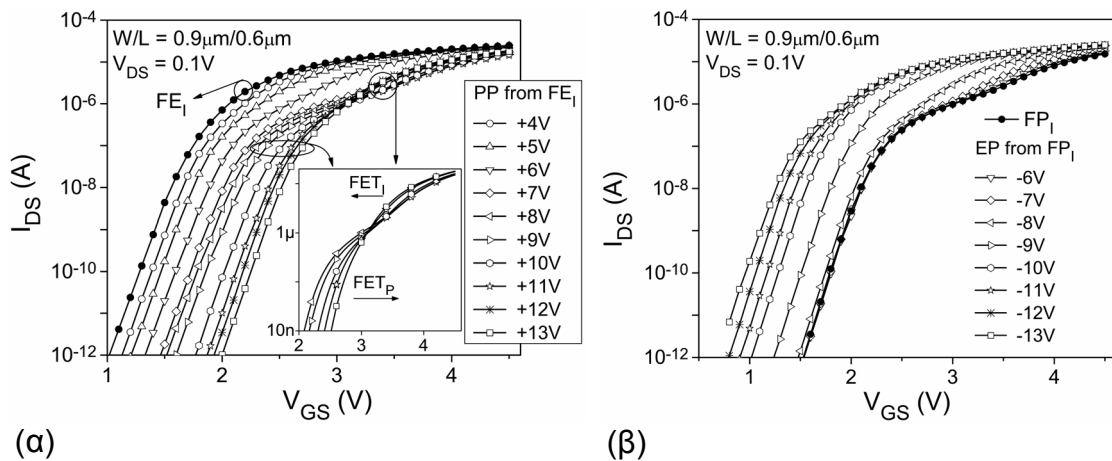 W/L = 0.9μm/0.6μm
V_DS = 0.1V
FE_I
I_DS (A)
10^-4
10^-6
10^-8
10^-10
10^-12
1
2
3
4
V_GS (V)
PP from FE_I
+4V
+5V
+6V
+7V
+8V
+9V
+10V
+11V
+12V
+13V
FET_I
1μ
FET_P
10n
2
3
4
(α)
W/L = 0.9μm/0.6μm
V_DS = 0.1V
I_DS (A)
10^-4
10^-6
10^-8
10^-10
10^-12
1
2
3
4
V_GS (V)
FP_I
EP from FP_I
-6V
-7V
-8V
-9V
-10V
-11V
-12V
-13V
(β)